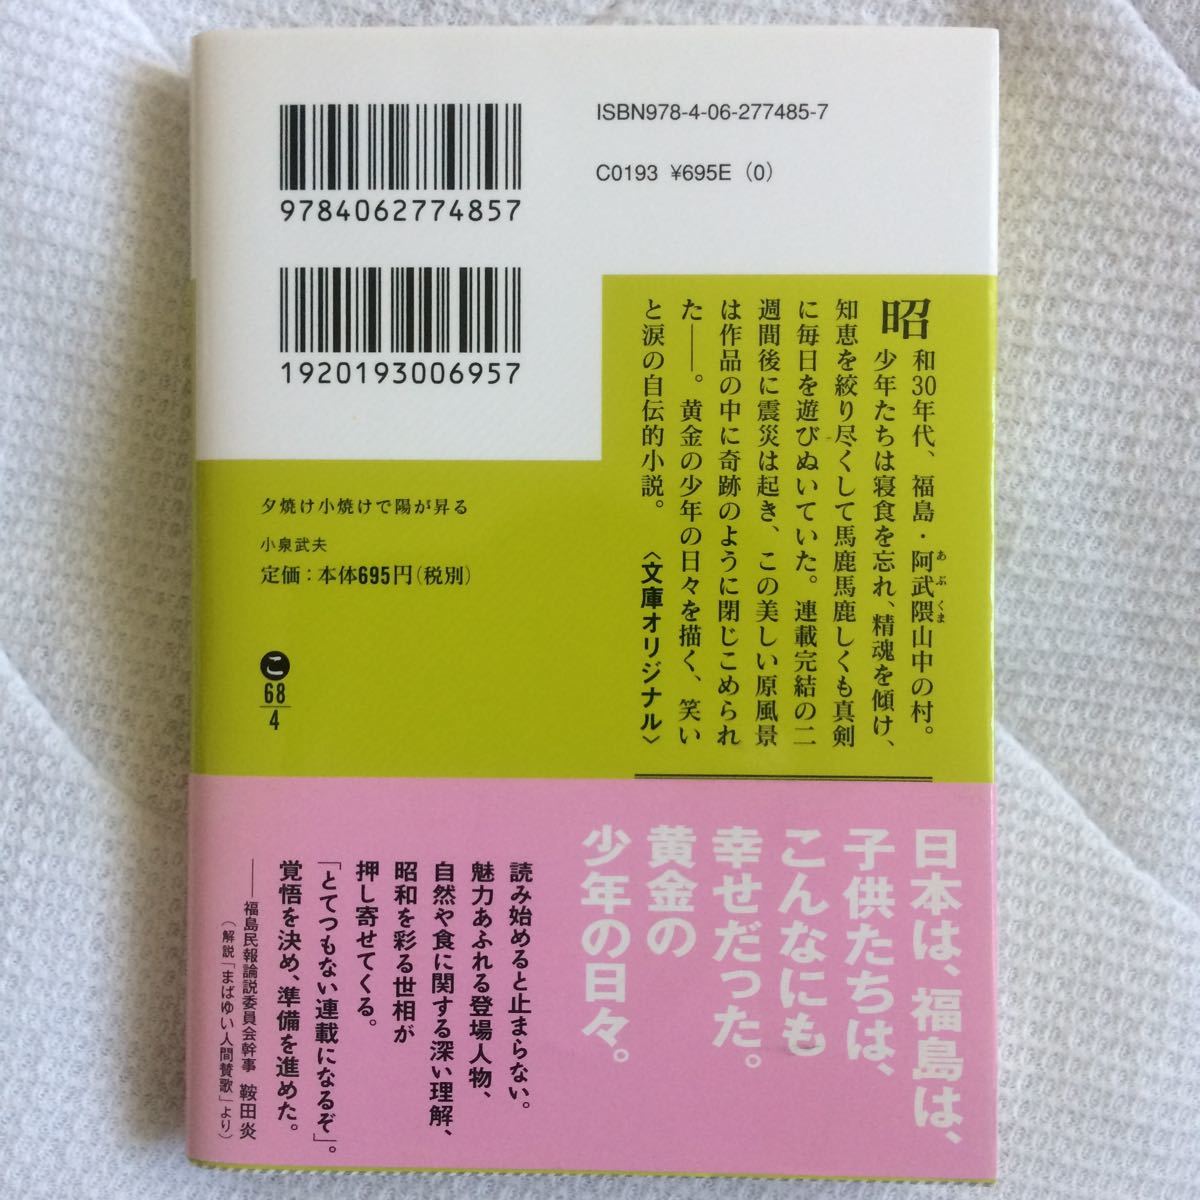 ISBN978-4-06-277485-7
C0193 ¥695E (0)
9784062774857
1920193006957
昭和30年代、福島・阿武隈山中の村。
あぶくま
少年たちは寝食を忘れ、精魂を傾け、
知恵を絞り尽くして馬鹿馬鹿しくも真剣
に毎日を遊びぬいていた。連載完結の二
週間後に震災は起き、この美しい原風景
は作品の中に奇跡のように閉じこめられ
た――。黄金の少年の日々を描く、笑い
と涙の自伝的小説。
〈文庫オリジナル〉
夕焼け小焼けで陽が昇る
小泉武夫
定価:本体695円(税別)
こ
68
4
日本は、福島は、
子供たちは、
こんなにも
幸せだった。
黄金の
少年の日々。
読み始めると止まらない。
魅力あふれる登場人物、
自然や食に関する深い理解、
昭和を彩る世相が
押し寄せてくる。
「とてつもない連載になるぞ」。
覚悟を決め、準備を進めた。
――福島民報論説委員会幹事 鞍田炎
(解説「まばゆい人間賛歌」より)